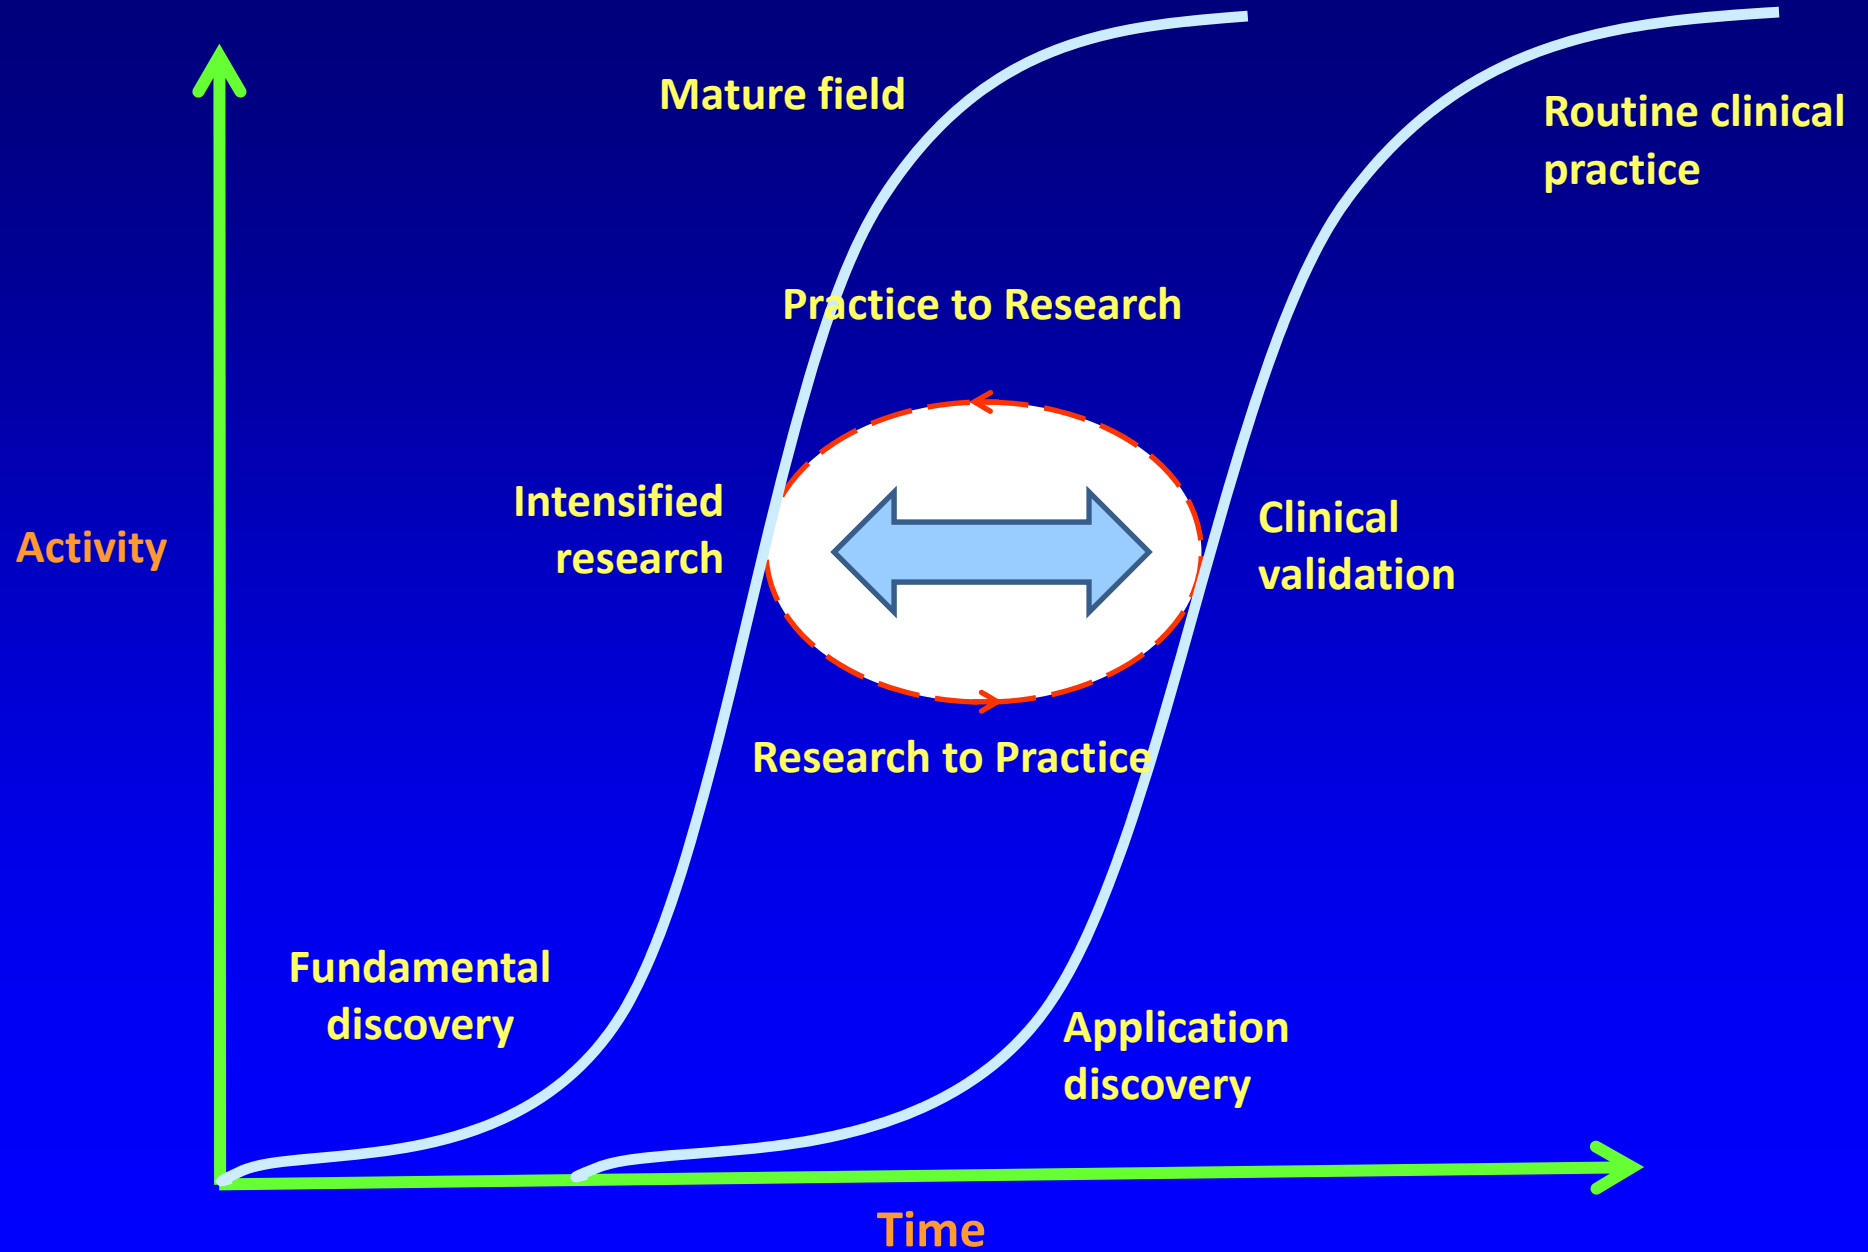 Mature field
Routine clinical
practice
Practice to Research
Intensified
research
Clinical
validation
Activity
Research to Practice
Fundamental
discovery
Application
discovery
Time